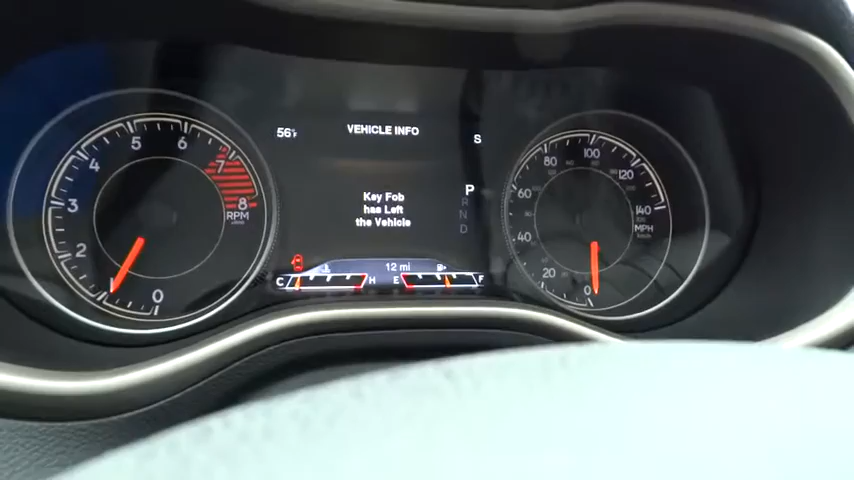 56°F
VEHICLE INFO
S
Key Fob
has Left
the Vehicle
P
R
N
D
12 mi
C
H
E
F
0
1
2
3
4
5
6
7
8
RPM
0
20
40
60
80
100
120
140
MPH